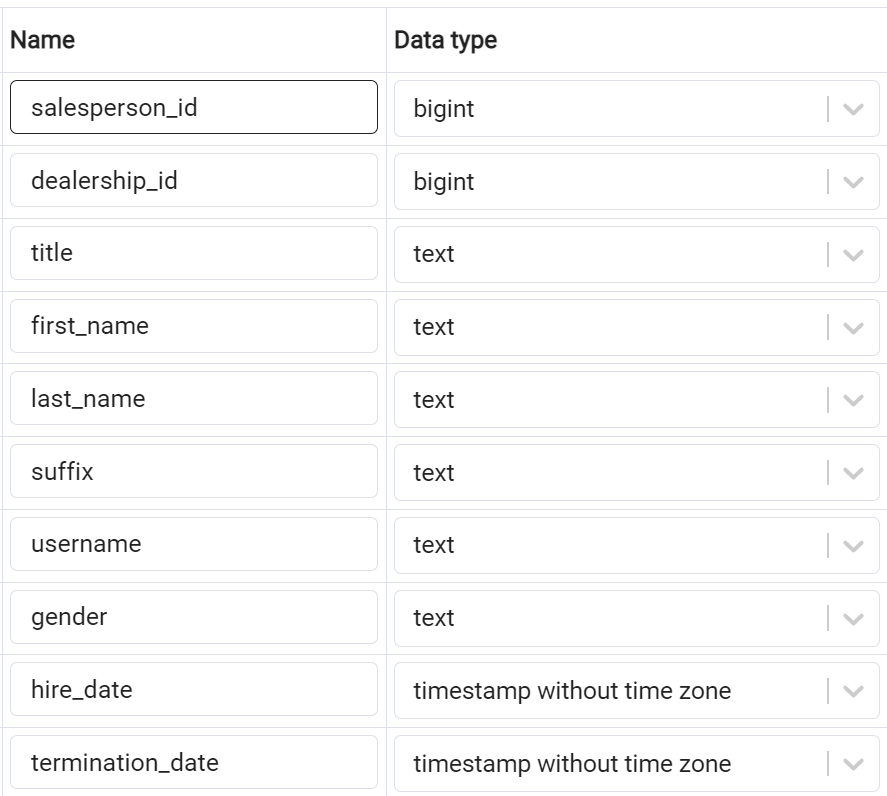 Name Data type
salesperson_id bigint
dealership_id bigint
title text
first_name text
last_name text
suffix text
username text
gender text
hire_date timestamp without time zone
termination_date timestamp without time zone